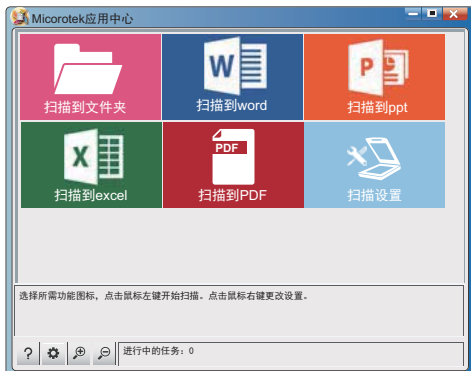 Micorotek应用中心
扫描到文件夹
W
扫描到word
P
扫描到ppt
X
扫描到excel
PDF
扫描到PDF
扫描设置
选择所需功能图标，点击鼠标左键开始扫描。点击鼠标右键更改设置。
?
进行中的任务：0